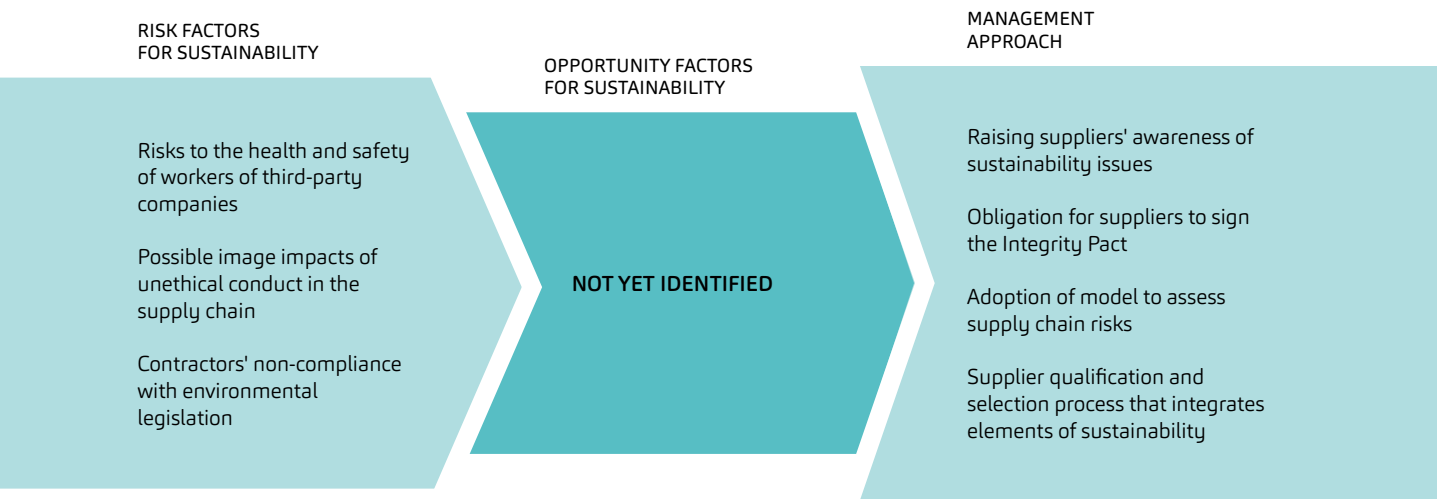 RISK FACTORS
FOR SUSTAINABILITY
Risks to the health and safety
of workers of third-party
companies
Possible image impacts of
unethical conduct in the
supply chain
Contractors' non-compliance
with environmental
legislation
OPPORTUNITY FACTORS
FOR SUSTAINABILITY
NOT YET IDENTIFIED
MANAGEMENT
APPROACH
Raising suppliers' awareness of
sustainability issues
Obligation for suppliers to sign
the Integrity Pact
Adoption of model to assess
supply chain risks
Supplier qualification and
selection process that integrates
elements of sustainability